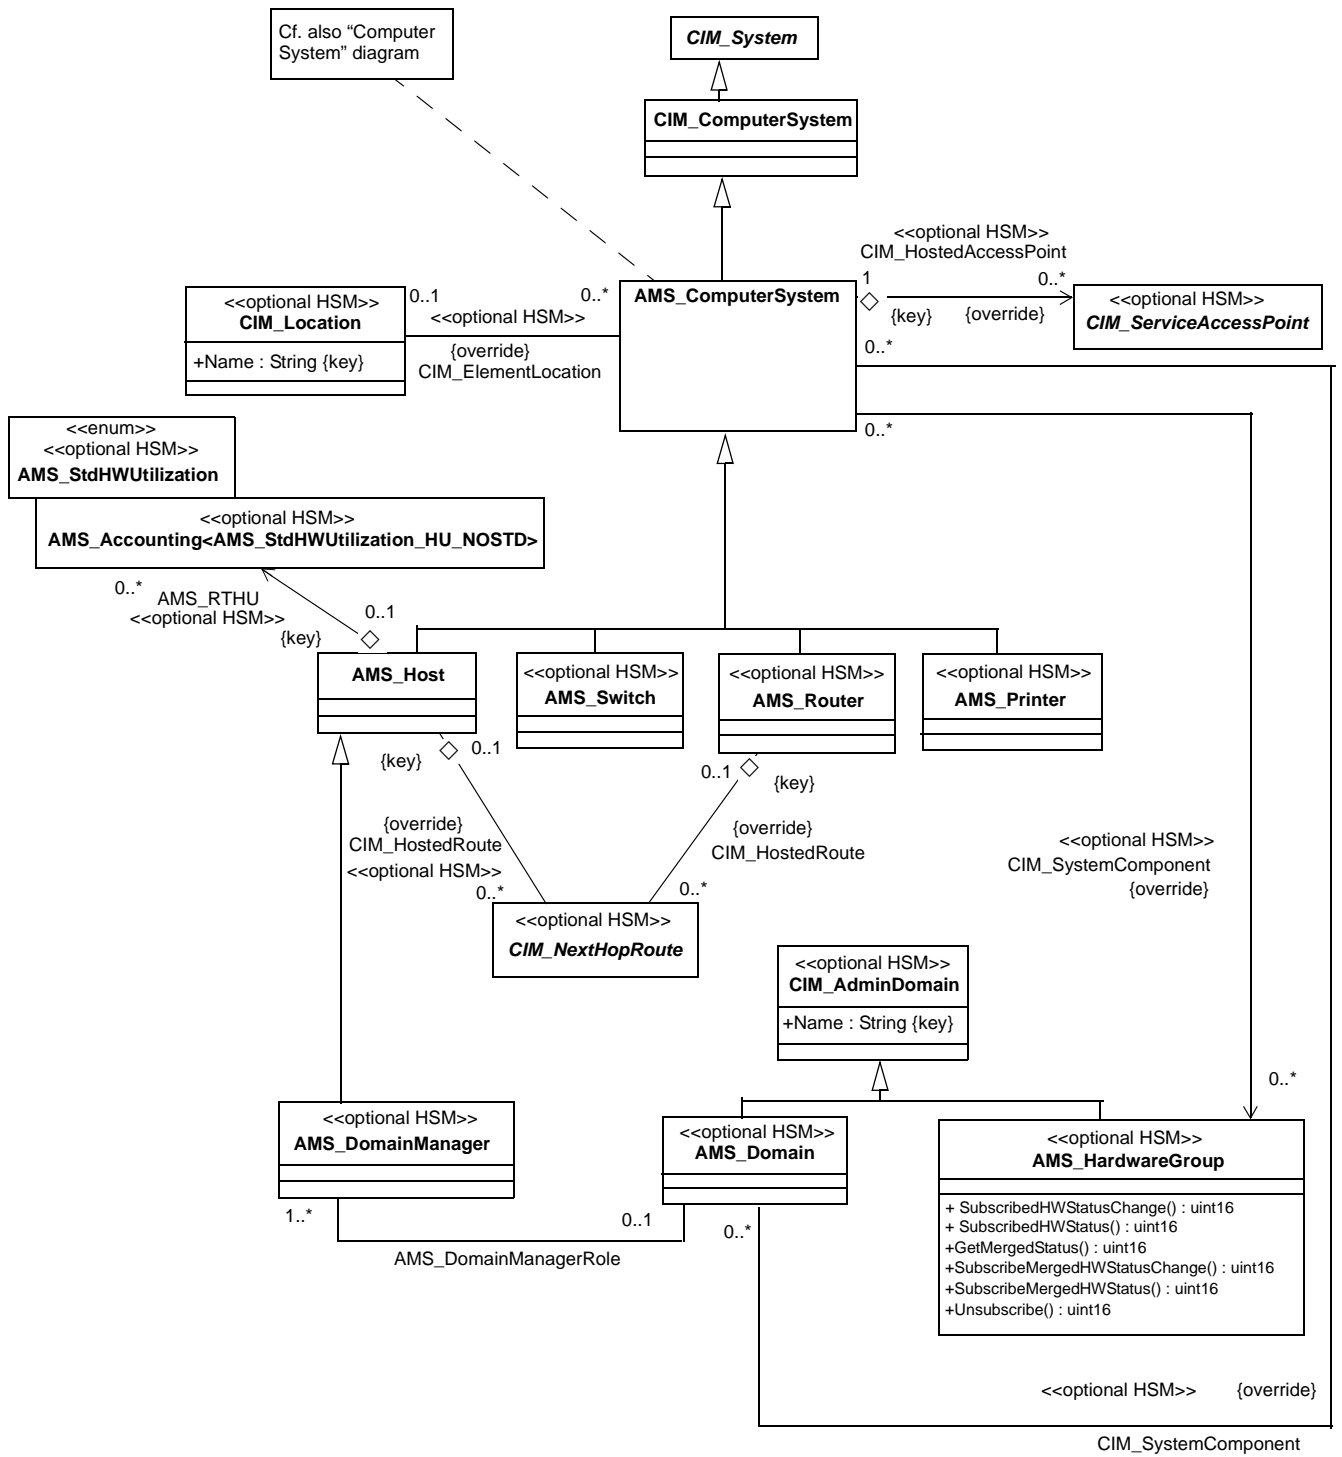 Cf. also “Computer
System” diagram
CIM_System
CIM_ComputerSystem
<<optional HSM>>
CIM_HostedAccessPoint
1
0..*
{key}
{override}
<<optional HSM>>
CIM_ServiceAccessPoint
AMS_ComputerSystem
0..*
0..*
<<optional HSM>>
CIM_Location
+Name : String {key}
0..1
0..*
<<optional HSM>>
{override}
CIM_ElementLocation
<<enum>>
<<optional HSM>>
AMS_StdHWUtilization
<<optional HSM>>
AMS_Accounting<AMS_StdHWUtilization_HU_NOSTD>
0..*
AMS_RTHU
<<optional HSM>>
0..1
{key}
AMS_Host
<<optional HSM>>
AMS_Switch
<<optional HSM>>
AMS_Router
<<optional HSM>>
AMS_Printer
{key}
0..1
0..1
{key}
{override}
CIM_HostedRoute
<<optional HSM>>
0..*
{override}
CIM_HostedRoute
0..*
<<optional HSM>>
CIM_NextHopRoute
<<optional HSM>>
CIM_SystemComponent
{override}
<<optional HSM>>
CIM_AdminDomain
+Name : String {key}
0..*
<<optional HSM>>
AMS_DomainManager
<<optional HSM>>
AMS_Domain
<<optional HSM>>
AMS_HardwareGroup
+ SubscribedHWStatusChange() : uint16
+ SubscribedHWStatus() : uint16
+GetMergedStatus() : uint16
+SubscribeMergedHWStatusChange() : uint16
+SubscribeMergedHWStatus() : uint16
+Unsubscribe() : uint16
1..*
0..1
0..*
AMS_DomainManagerRole
<<optional HSM>>
{override}
CIM_SystemComponent